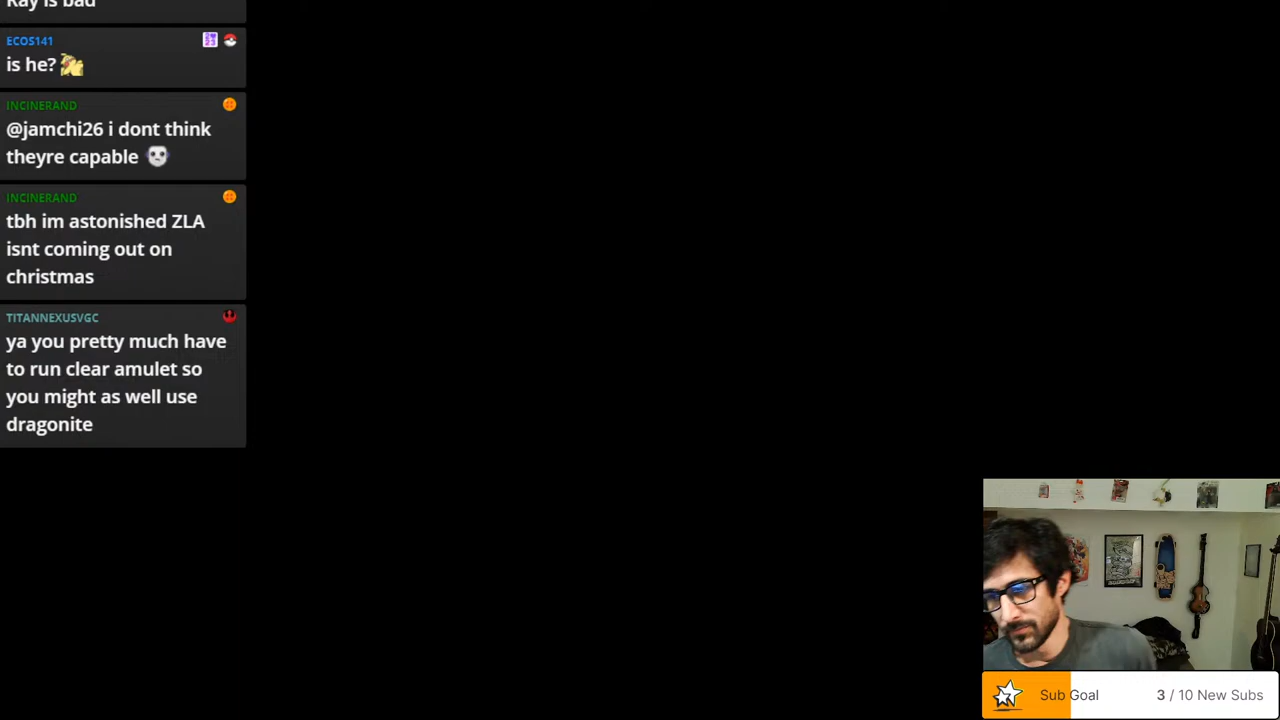 Ray is bad
ECOS141
is he?
INCINERAND
@jamchi26 i dont think
theyre capable
INCINERAND
tbh im astonished ZLA
isnt coming out on
christmas
TITANNEXUSVGC
ya you pretty much have
to run clear amulet so
you might as well use
dragonite
Sub Goal 3 / 10 New Subs